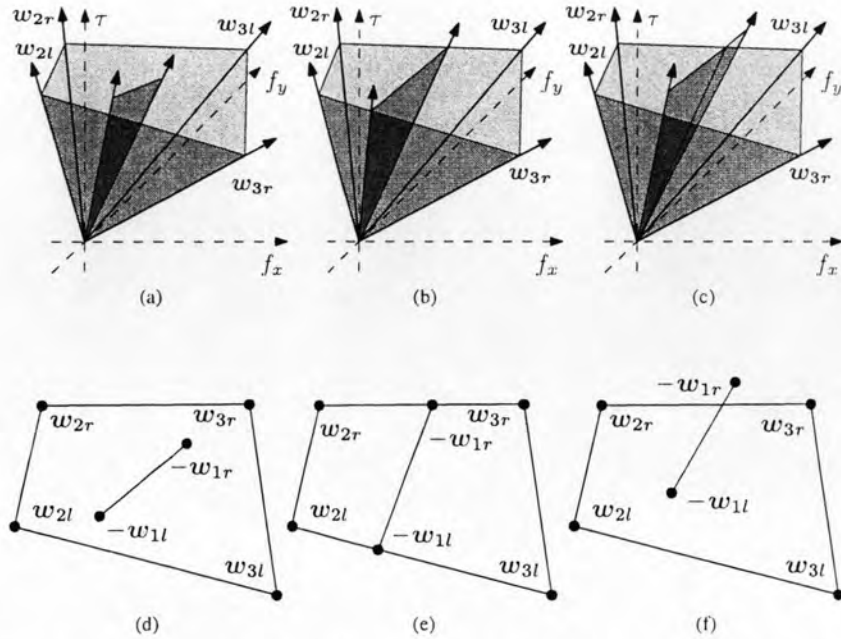 w2r τ w3l
w2l
fy
w3r
fx
(a)
w2r τ w3l
w2l
fy
w3r
fx
(b)
w2r τ w3l
w2l
fy
w3r
fx
(c)
w2r w3r
−w1r
w2l −w1l
w3l
(d)
w2r w3r
−w1r
w2l −w1l
w3l
(e)
−w1r
w2r w3r
−w1l
w2l
w3l
(f)